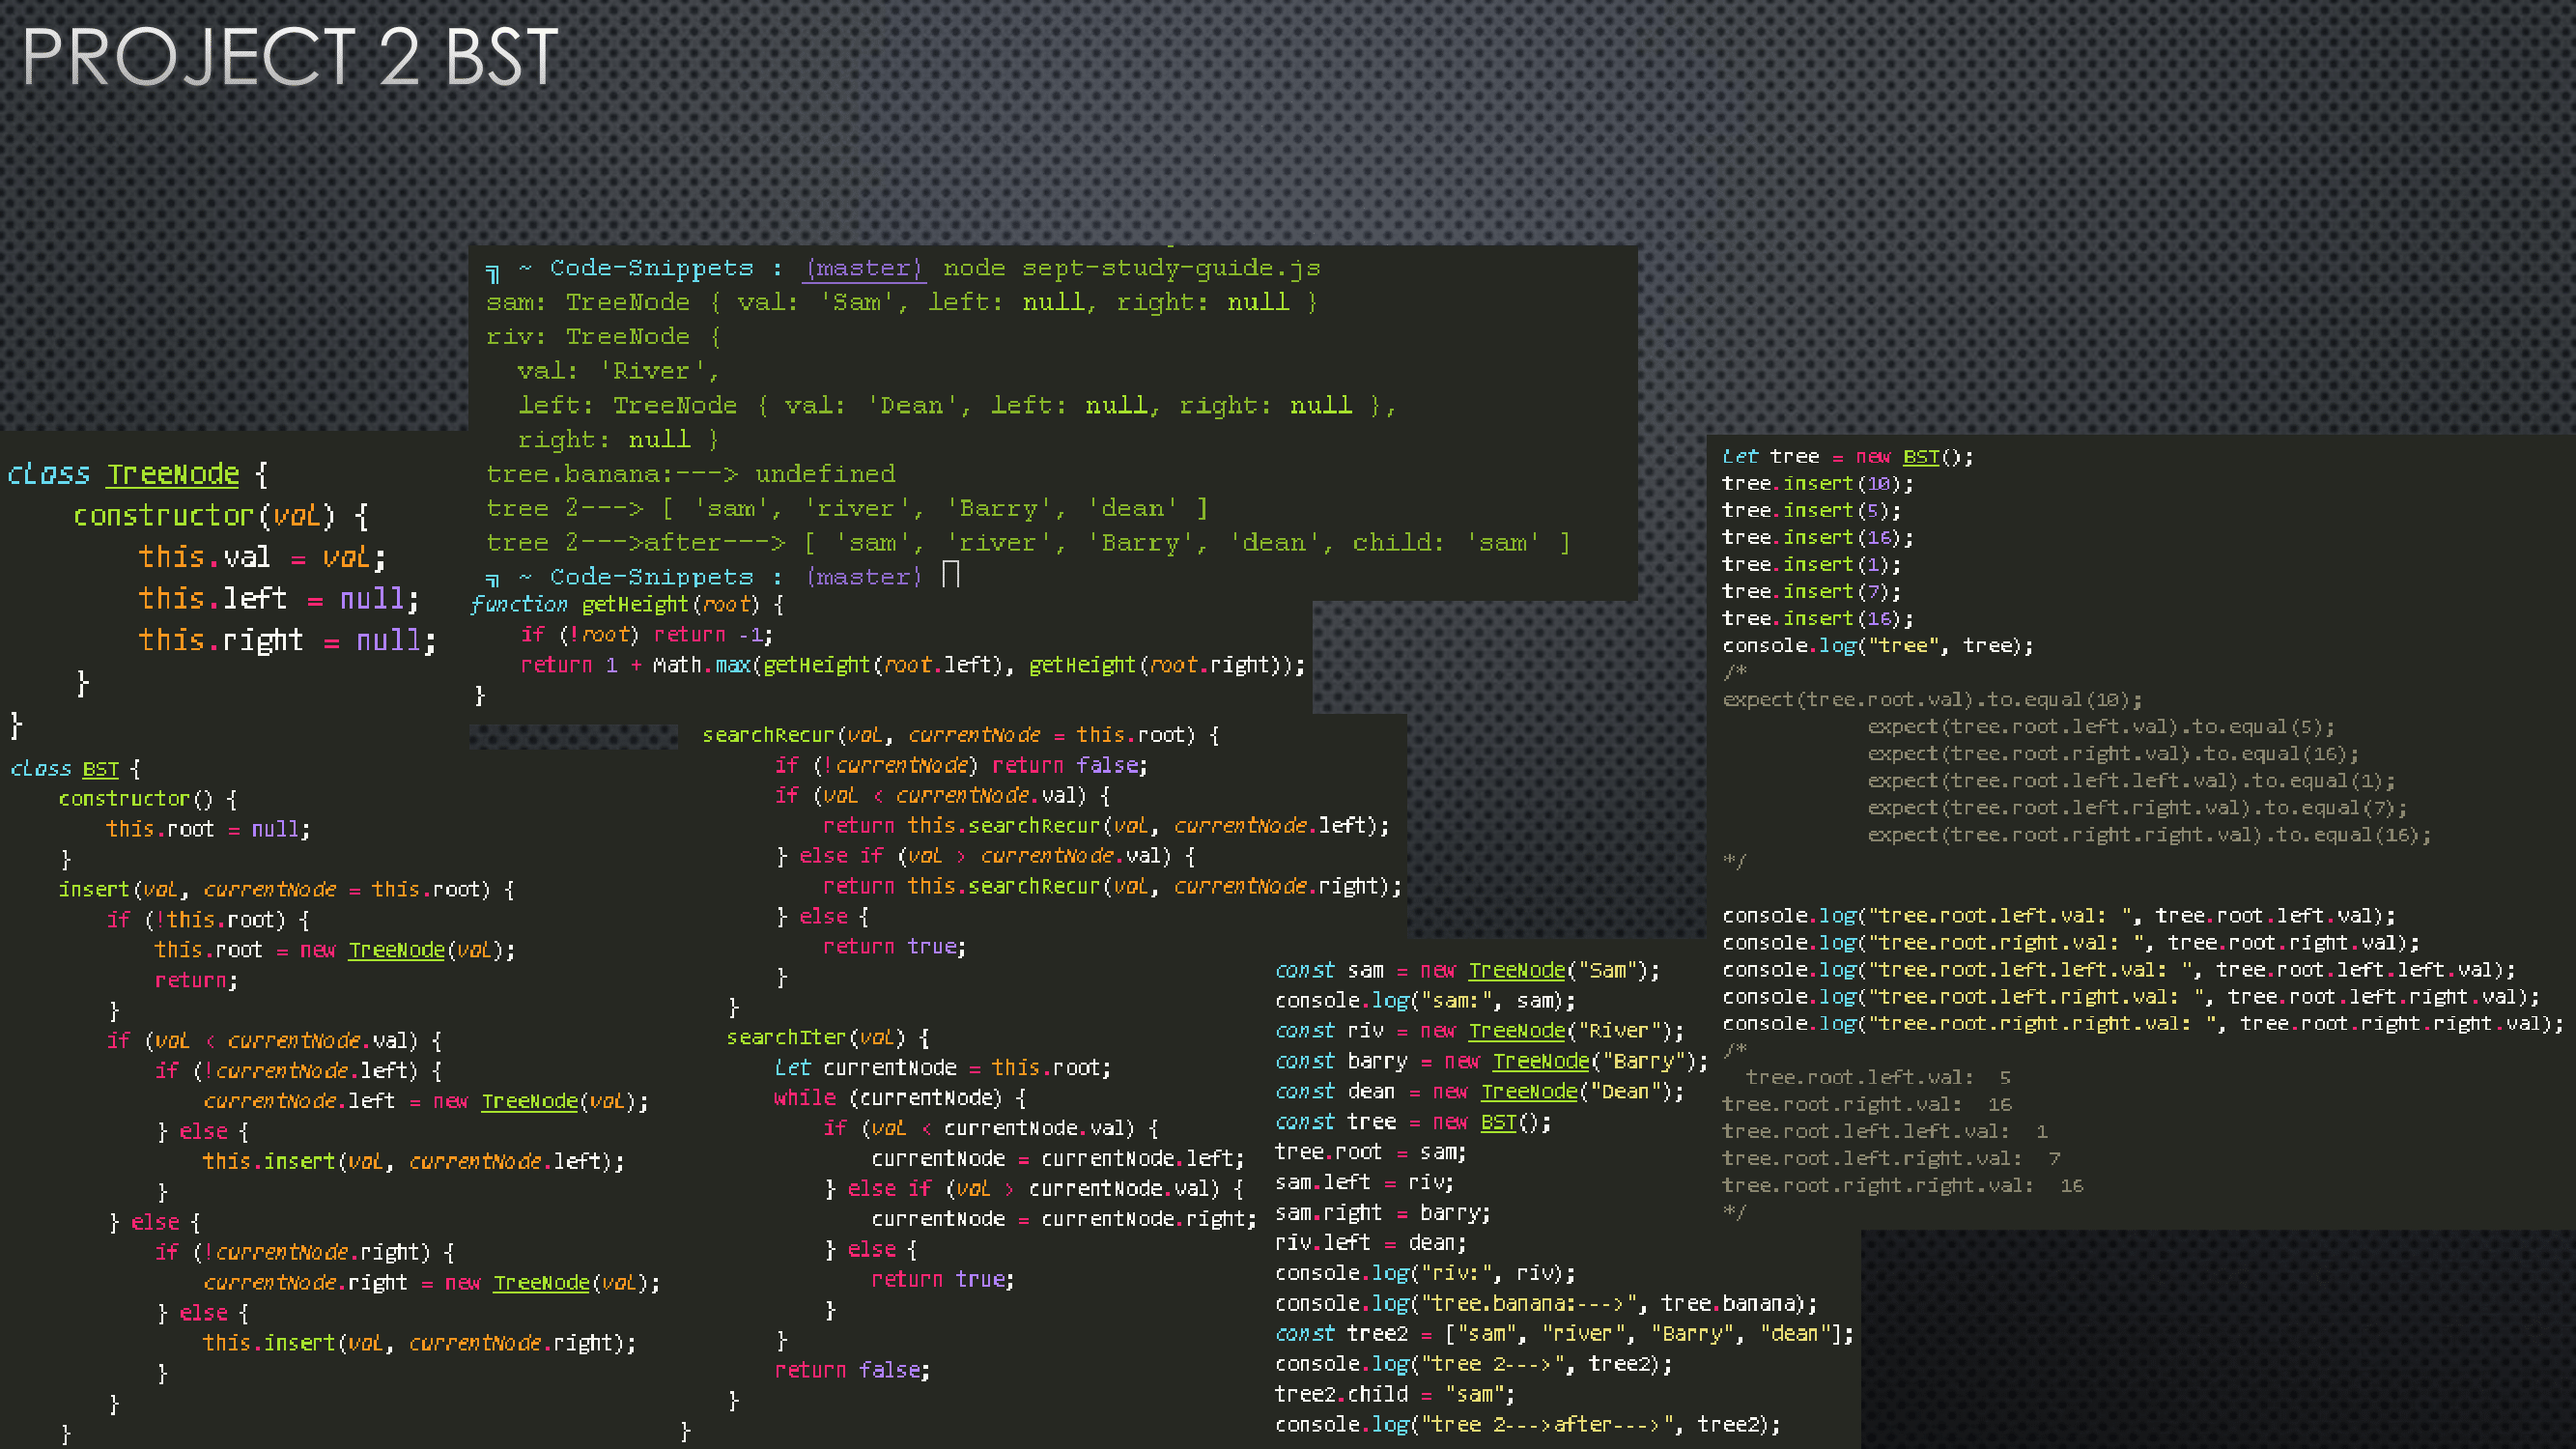 PROJECT 2 BST
╗ ~ Code-Snippets : (master) node sept-study-guide.js
sam: TreeNode { val: 'Sam', left: null, right: null }
riv: TreeNode {
  val: 'River',
  left: TreeNode { val: 'Dean', left: null, right: null },
  right: null }
tree.banana:---> undefined
tree 2---> [ 'sam', 'river', 'Barry', 'dean' ]
tree 2--->after---> [ 'sam', 'river', 'Barry', 'dean', child: 'sam' ]
╗ ~ Code-Snippets : (master)
class TreeNode {
    constructor(val) {
        this.val = val;
        this.left = null;
        this.right = null;
    }
}
function getHeight(root) {
    if (!root) return -1;
    return 1 + Math.max(getHeight(root.left), getHeight(root.right));
}
class BST {
    constructor() {
        this.root = null;
    }
    insert(val, currentNode = this.root) {
        if (!this.root) {
            this.root = new TreeNode(val);
            return;
        }
        if (val < currentNode.val) {
            if (!currentNode.left) {
                currentNode.left = new TreeNode(val);
            } else {
                this.insert(val, currentNode.left);
            }
        } else {
            if (!currentNode.right) {
                currentNode.right = new TreeNode(val);
            } else {
                this.insert(val, currentNode.right);
            }
        }
    }
searchRecur(val, currentNode = this.root) {
        if (!currentNode) return false;
        if (val < currentNode.val) {
            return this.searchRecur(val, currentNode.left);
        } else if (val > currentNode.val) {
            return this.searchRecur(val, currentNode.right);
        } else {
            return true;
        }
    }
    searchIter(val) {
        let currentNode = this.root;
        while (currentNode) {
            if (val < currentNode.val) {
                currentNode = currentNode.left;
            } else if (val > currentNode.val) {
                currentNode = currentNode.right;
            } else {
                return true;
            }
        }
        return false;
    }
}
const sam = new TreeNode("Sam");
console.log("sam:", sam);
const riv = new TreeNode("River");
const barry = new TreeNode("Barry");
const dean = new TreeNode("Dean");
const tree = new BST();
tree.root = sam;
sam.left = riv;
sam.right = barry;
riv.left = dean;
console.log("riv:", riv);
console.log("tree.banana:--->", tree.banana);
const tree2 = ["sam", "river", "Barry", "dean"];
console.log("tree 2--->", tree2);
tree2.child = "sam";
console.log("tree 2--->after--->", tree2);
let tree = new BST();
tree.insert(10);
tree.insert(5);
tree.insert(16);
tree.insert(1);
tree.insert(7);
tree.insert(16);
console.log("tree", tree);
/*
expect(tree.root.val).to.equal(10);
            expect(tree.root.left.val).to.equal(5);
            expect(tree.root.right.val).to.equal(16);
            expect(tree.root.left.left.val).to.equal(1);
            expect(tree.root.left.right.val).to.equal(7);
            expect(tree.root.right.right.val).to.equal(16);
*/
console.log("tree.root.left.val: ", tree.root.left.val);
console.log("tree.root.right.val: ", tree.root.right.val);
console.log("tree.root.left.left.val: ", tree.root.left.left.val);
console.log("tree.root.left.right.val: ", tree.root.left.right.val);
console.log("tree.root.right.right.val: ", tree.root.right.right.val);
/*
  tree.root.left.val:  5
tree.root.right.val:  16
tree.root.left.left.val:  1
tree.root.left.right.val:  7
tree.root.right.right.val:  16
*/